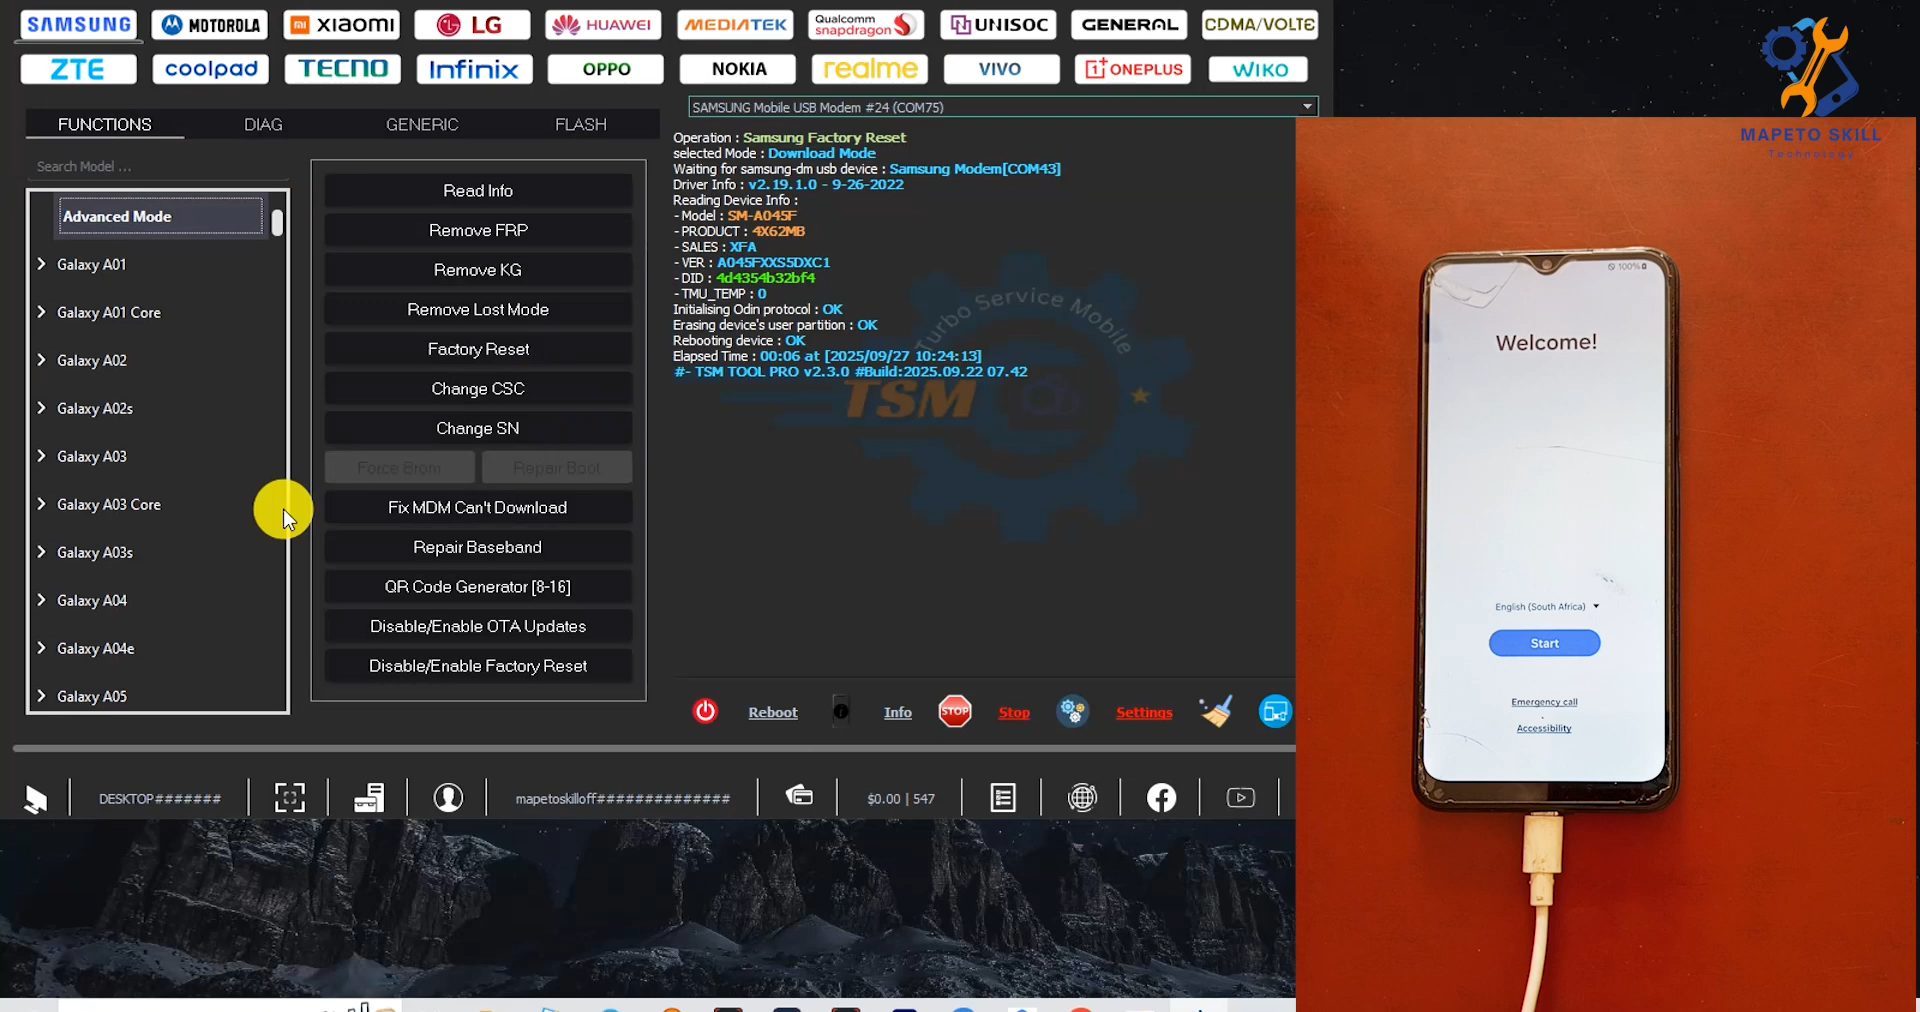 SAMSUNG
MOTOROLA
xiaomi
LG
HUAWEI
MEDIATEK
Qualcomm
snapdragon
UNISOC
GENERAL
CDMA/VOLTE
ZTE
coolpad
TECNO
Infinix
OPPO
NOKIA
realme
VIVO
1+ ONEPLUS
WIKO
MAPETO SKILL
Technology
FUNCTIONS
DIAG
GENERIC
FLASH
SAMSUNG Mobile USB Modem #24 (COM75)
Search Model ...
Advanced Mode
Galaxy A01
Galaxy A01 Core
Galaxy A02
Galaxy A02s
Galaxy A03
Galaxy A03 Core
Galaxy A03s
Galaxy A04
Galaxy A04e
Galaxy A05
Read Info
Remove FRP
Remove KG
Remove Lost Mode
Factory Reset
Change CSC
Change SN
Force Brom
Repair Boot
Fix MDM Can't Download
Repair Baseband
QR Code Generator [8-16]
Disable/Enable OTA Updates
Disable/Enable Factory Reset
Operation : Samsung Factory Reset
selected Mode : Download Mode
Waiting for samsung-dm usb device : Samsung Modem[COM43]
Driver Info : v2.19.1.0 - 9-26-2022
Reading Device Info :
- Model : SM-A045F
- PRODUCT : 4X62MB
- SALES : XFA
- VER : A045FXXS5DXC1
- DID : 4d4354b32bf4
- TMU_TEMP : 0
Initialising Odin protocol : OK
Erasing device's user partition : OK
Rebooting device : OK
Elapsed Time : 00:06 at [2025/09/27 10:24:13]
#- TSM TOOL PRO v2.3.0 #Build:2025.09.22 07.42
Turbo Service Mobile
TSM
Reboot
Info
STOP
Stop
Settings
DESKTOP#######
mapetoskilloff##############
$0.00 | 547
100%
Welcome!
English (South Africa)
Start
Emergency call
Accessibility